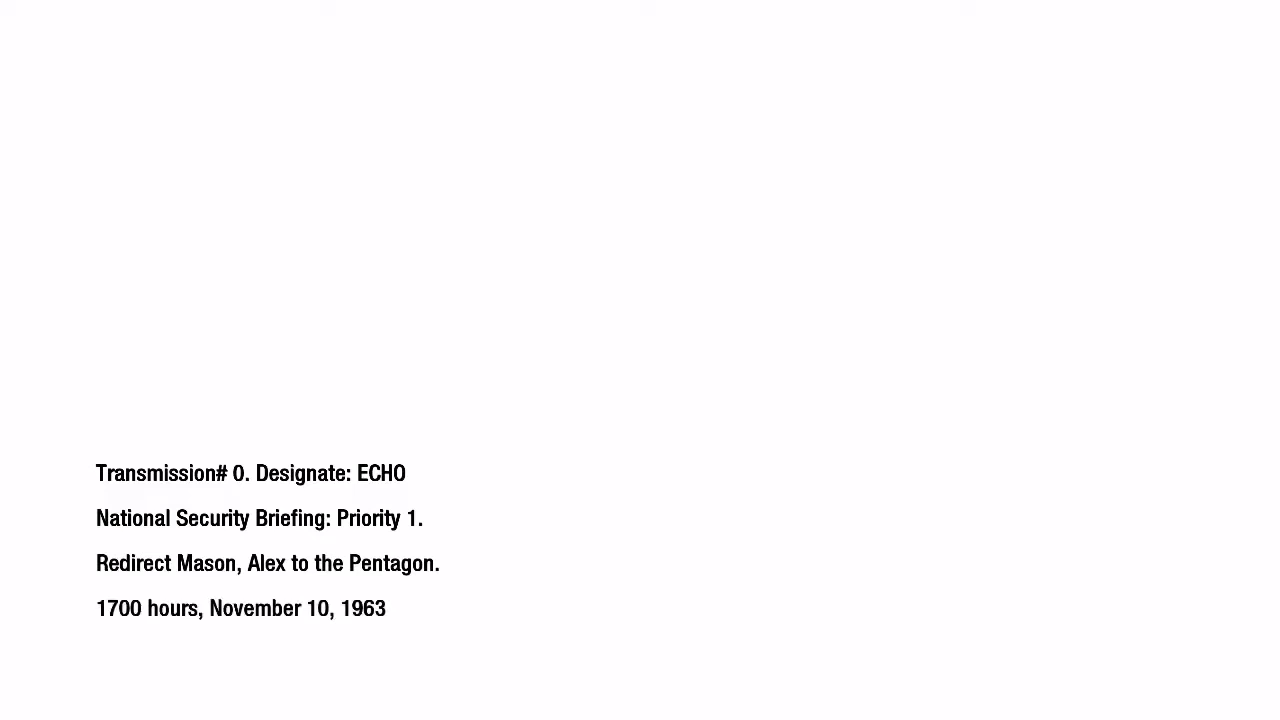 Transmission# 0. Designate: ECHO
National Security Briefing: Priority 1.
Redirect Mason, Alex to the Pentagon.
1700 hours, November 10, 1963